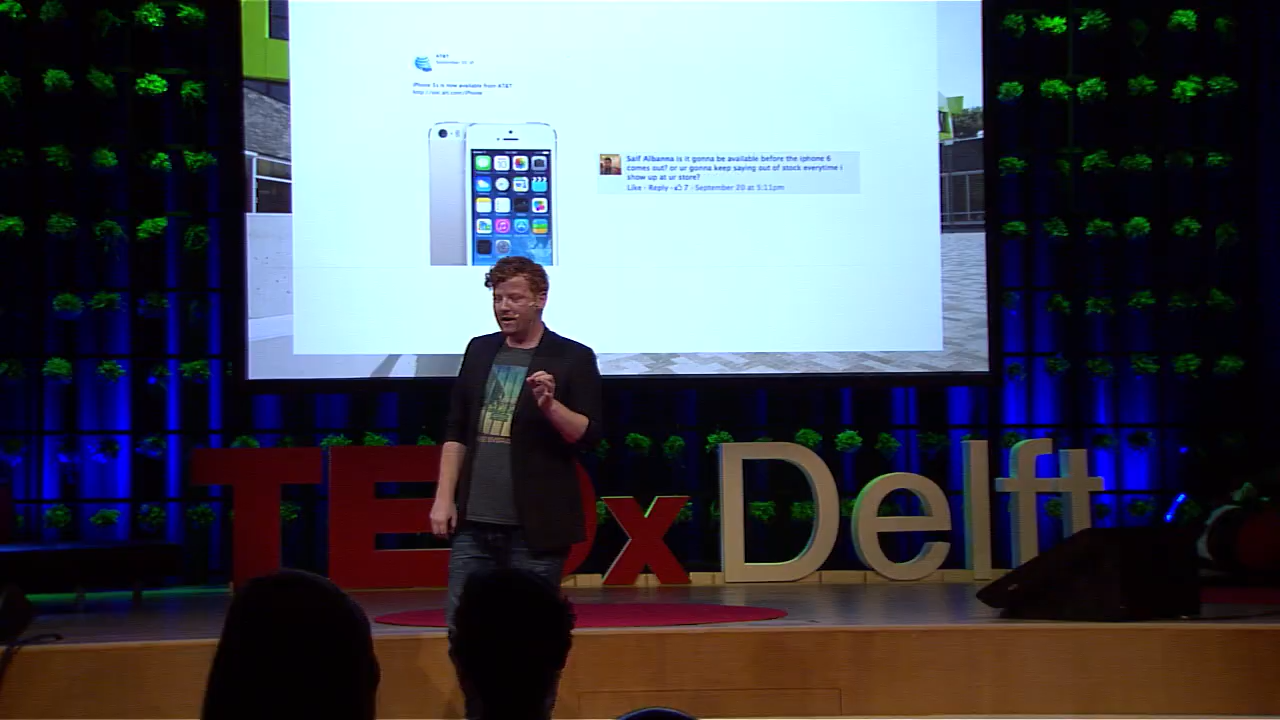 AT&T
iPhone 5s is now available from AT&T
Saif Albanna is it gonna be available before the iphone 6
comes out? or ur gonna keep saying out of stock everytime i
show up at ur store?
Like · Reply · 7 · September 20 at 5:11pm
TEDxDelft